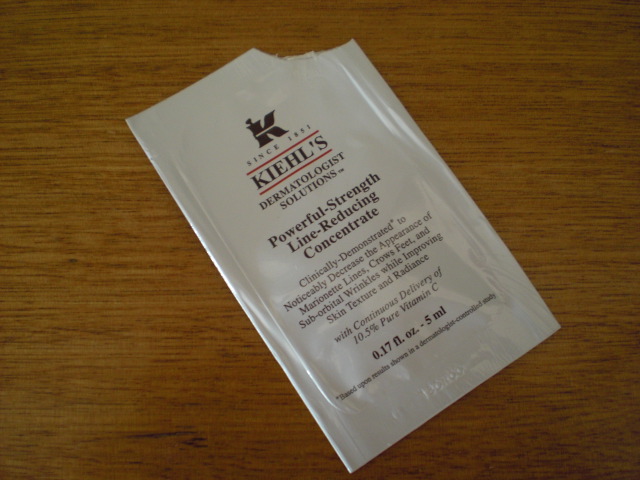 K
SINCE 1851
KIEHL'S
DERMATOLOGIST
SOLUTIONS™
Powerful-Strength
Line-Reducing
Concentrate
Clinically-Demonstrated* to
Noticeably Decrease the Appearance of
Marionette Lines, Crows Feet, and
Sub-orbital Wrinkles while Improving
Skin Texture and Radiance
with Continuous Delivery of
10.5% Pure Vitamin C
0.17 fl. oz. - 5 ml
*Based upon results shown in a dermatologist-controlled study